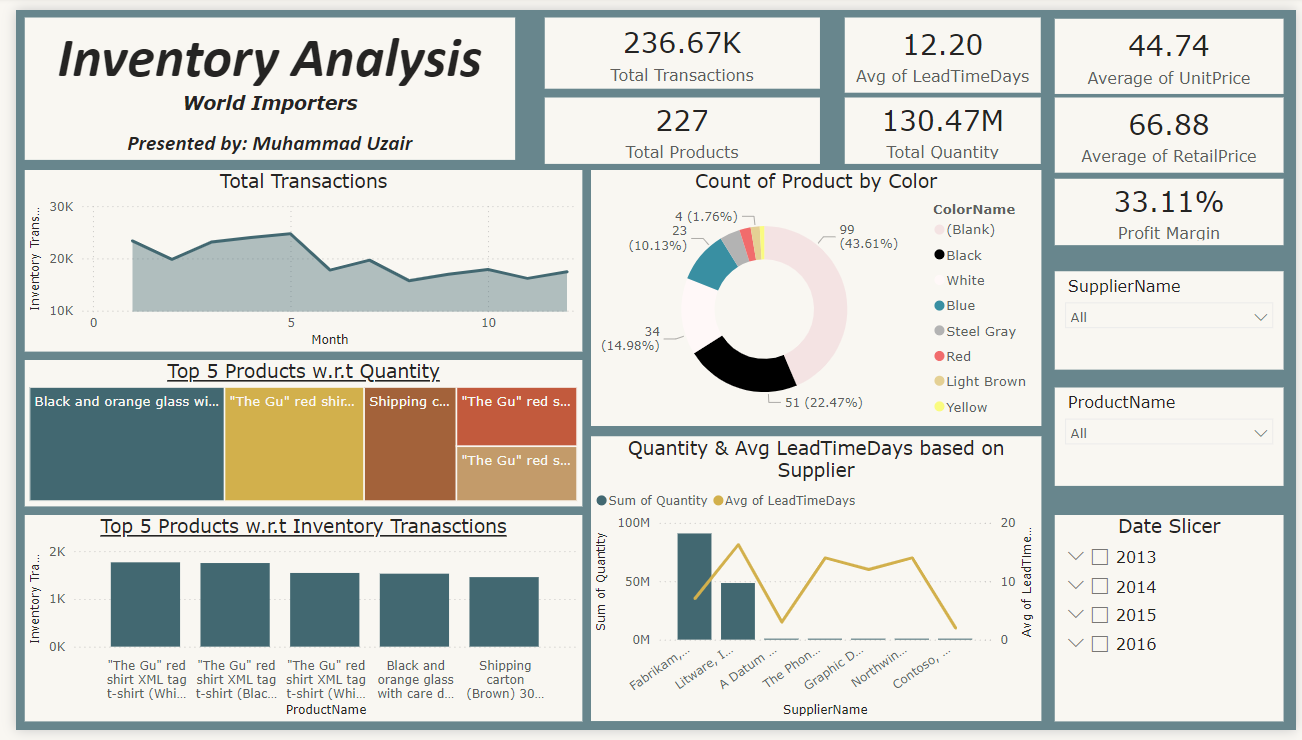 Inventory Analysis
World Importers
Presented by: Muhammad Uzair
236.67K
Total Transactions
227
Total Products
12.20
Avg of LeadTimeDays
130.47M
Total Quantity
44.74
Average of UnitPrice
66.88
Average of RetailPrice
33.11%
Profit Margin
Total Transactions
Inventory Trans...
30K
20K
10K
0
5
10
Month
Top 5 Products w.r.t Quantity
Black and orange glass wi...
"The Gu" red shir...
Shipping c...
"The Gu" red s...
"The Gu" red s...
Top 5 Products w.r.t Inventory Tranasctions
Inventory Tra...
2K
1K
0K
"The Gu" red
shirt XML tag
t-shirt (Whi...
"The Gu" red
shirt XML tag
t-shirt (Blac...
"The Gu" red
shirt XML tag
t-shirt (Whi...
Black and
orange glass
with care d...
Shipping
carton
(Brown) 30...
ProductName
Count of Product by Color
4 (1.76%)
23
(10.13%)
34
(14.98%)
99
(43.61%)
51 (22.47%)
ColorName
(Blank)
Black
White
Blue
Steel Gray
Red
Light Brown
Yellow
Quantity & Avg LeadTimeDays based on
Supplier
Sum of Quantity
Avg of LeadTimeDays
Sum of Quantity
100M
50M
0M
20
10
0
Avg of LeadTime...
Fabrikam,...
Litware, I...
A Datum ...
The Phon...
Graphic D...
Northwin...
Contoso, ...
SupplierName
SupplierName
All
ProductName
All
Date Slicer
2013
2014
2015
2016